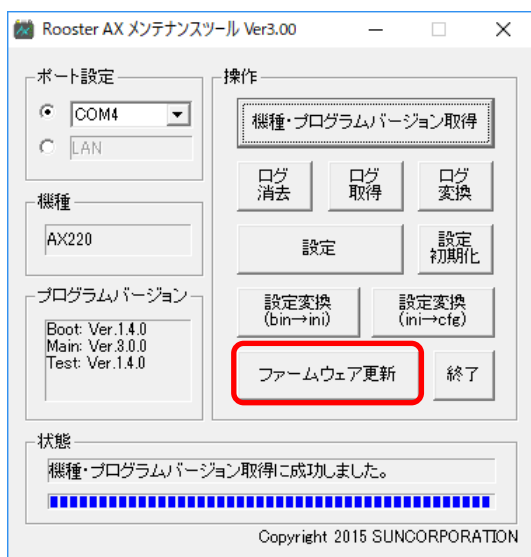 Rooster AX メンテナンスツール Ver3.00
ポート設定
COM4
LAN
機種
AX220
プログラムバージョン
Boot: Ver.1.4.0
Main: Ver.3.0.0
Test: Ver.1.4.0
操作
機種・プログラムバージョン取得
ログ
消去
ログ
取得
ログ
変換
設定
設定
初期化
設定変換
(bin→ini)
設定変換
(ini→cfg)
ファームウェア更新
終了
状態
機種・プログラムバージョン取得に成功しました。
Copyright 2015 SUNCORPORATION